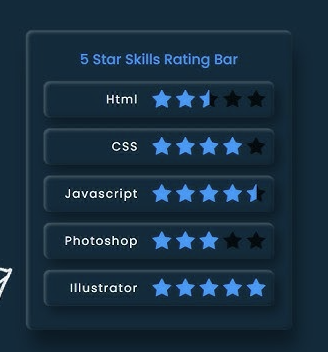 5 Star Skills Rating Bar
Html
CSS
Javascript
Photoshop
Illustrator